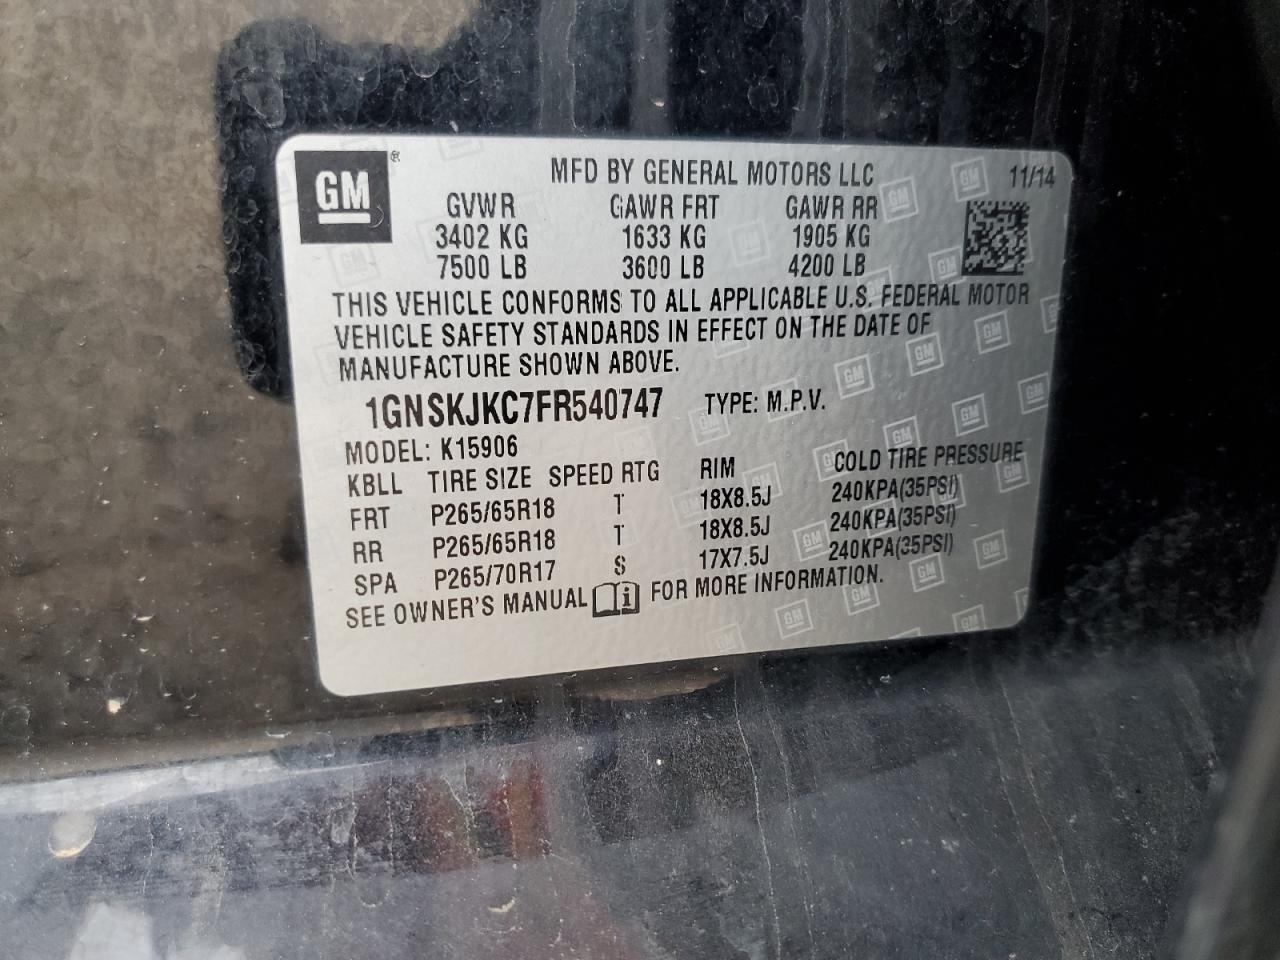 GM ®
MFD BY GENERAL MOTORS LLC 11/14
GVWR GAWR FRT GAWR RR
3402 KG 1633 KG 1905 KG
7500 LB 3600 LB 4200 LB
THIS VEHICLE CONFORMS TO ALL APPLICABLE U.S. FEDERAL MOTOR
VEHICLE SAFETY STANDARDS IN EFFECT ON THE DATE OF
MANUFACTURE SHOWN ABOVE.
1GNSKJKC7FR540747 TYPE: M.P.V.
MODEL: K15906
KBLL TIRE SIZE SPEED RTG RIM COLD TIRE PRESSURE
FRT P265/65R18 T 18X8.5J 240KPA(35PSI)
RR P265/65R18 T 18X8.5J 240KPA(35PSI)
SPA P265/70R17 S 17X7.5J 240KPA(35PSI)
SEE OWNER'S MANUAL i FOR MORE INFORMATION.